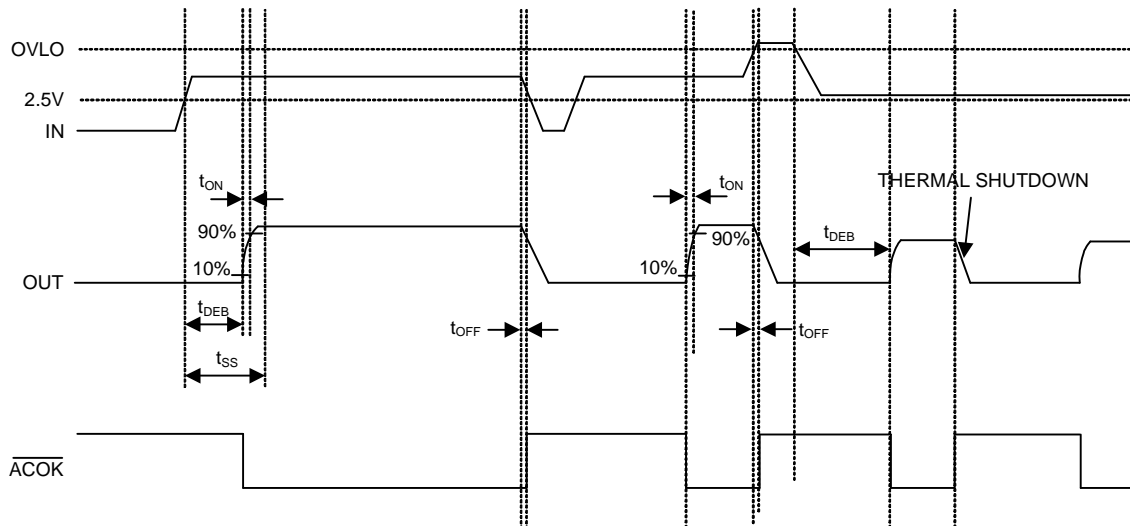 OVLO
2.5V
IN
tON
tON
THERMAL SHUTDOWN
90%
90%
tDEB
10%
10%
OUT
tDEB
tOFF
tOFF
tSS
ACOK